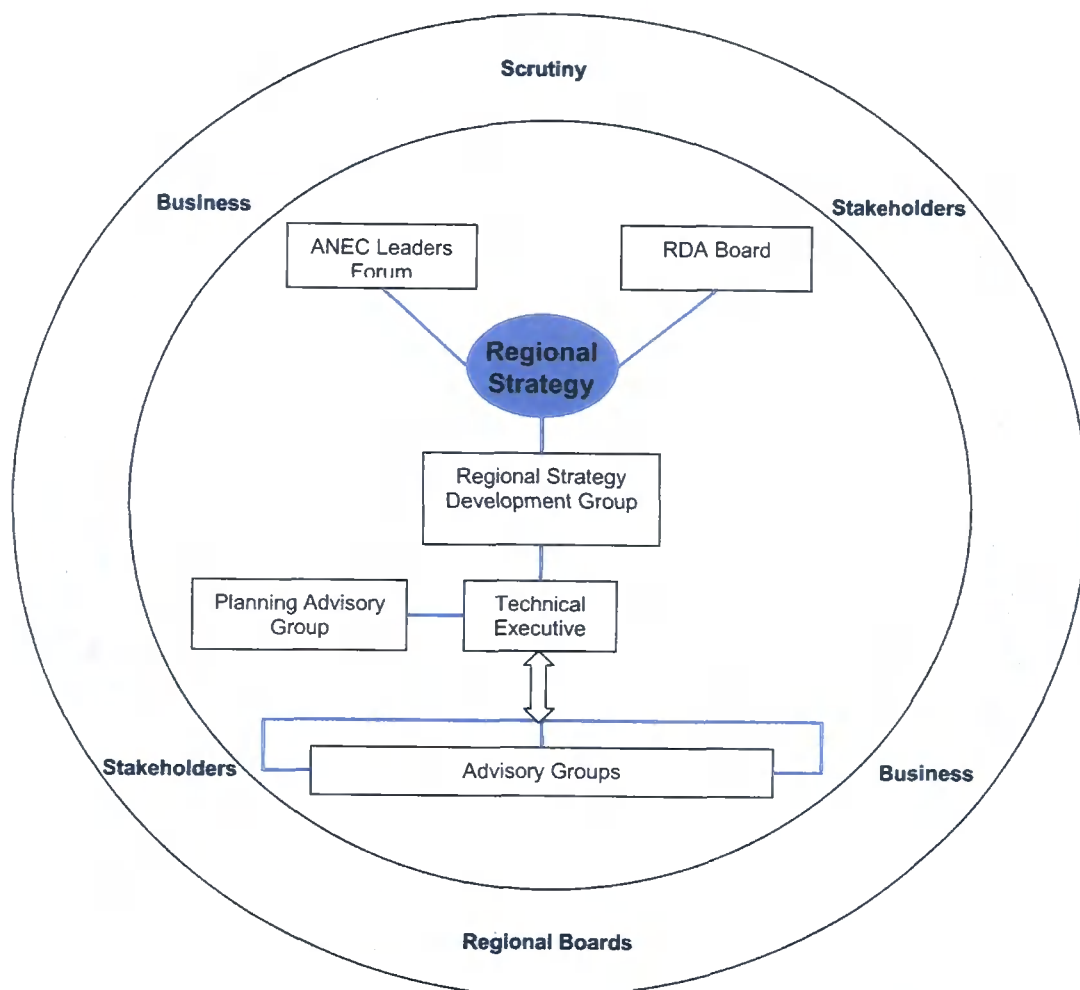 Scrutiny
Business
Stakeholders
ANEC Leaders
Forum
RDA Board
Regional
Strategy
Regional Strategy
Development Group
Planning Advisory
Group
Technical
Executive
Stakeholders
Advisory Groups
Business
Regional Boards